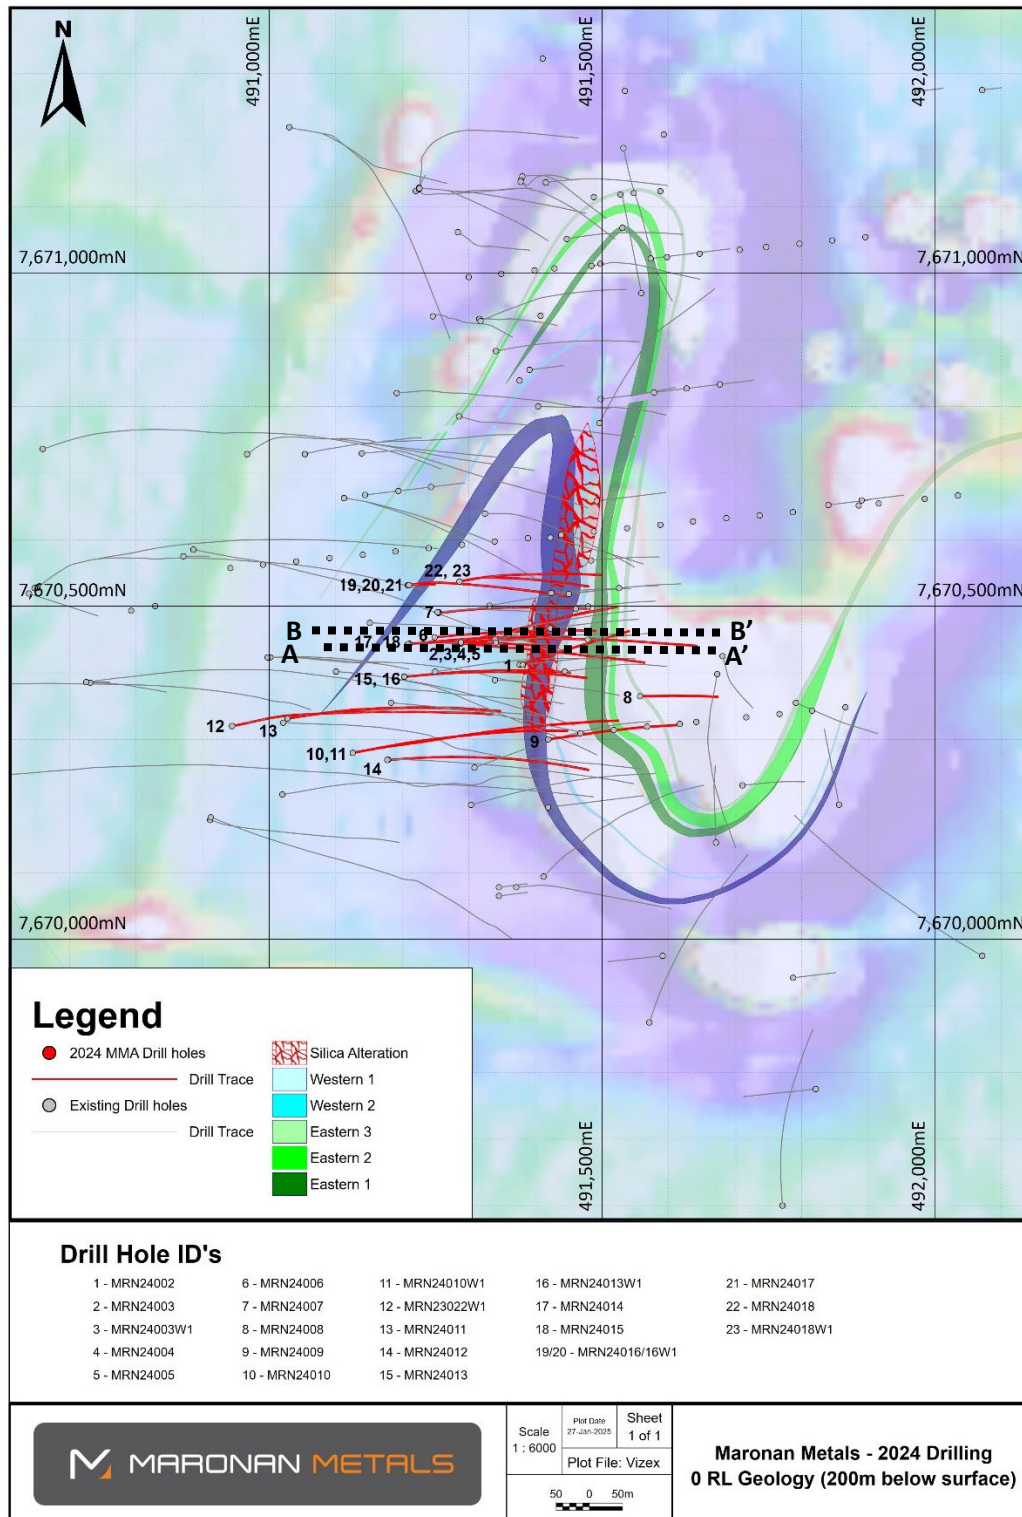 N
491,000mE
491,500mE
492,000mE
7,671,000mN
7,671,000mN
22, 23
19,20,21
7,670,500mN
7,670,500mN
7
B
B'
17, 18
6
A
A'
2,3,4,5
1
15, 16
8
12
13
9
10,11
14
7,670,000mN
7,670,000mN
491,500mE
492,000mE
Legend
2024 MMA Drill holes
Drill Trace
Existing Drill holes
Drill Trace
Silica Alteration
Western 1
Western 2
Eastern 3
Eastern 2
Eastern 1
Drill Hole ID's
1 - MRN24002
2 - MRN24003
3 - MRN24003W1
4 - MRN24004
5 - MRN24005
6 - MRN24006
7 - MRN24007
8 - MRN24008
9 - MRN24009
10 - MRN24010
11 - MRN24010W1
12 - MRN23022W1
13 - MRN24011
14 - MRN24012
15 - MRN24013
16 - MRN24013W1
17 - MRN24014
18 - MRN24015
19/20 - MRN24016/16W1
21 - MRN24017
22 - MRN24018
23 - MRN24018W1
MARONAN METALS
Scale
1 : 6000
Plot Date
27-Jan-2025
Sheet
1 of 1
Plot File: Vizex
50 0 50m
Maronan Metals - 2024 Drilling
0 RL Geology (200m below surface)